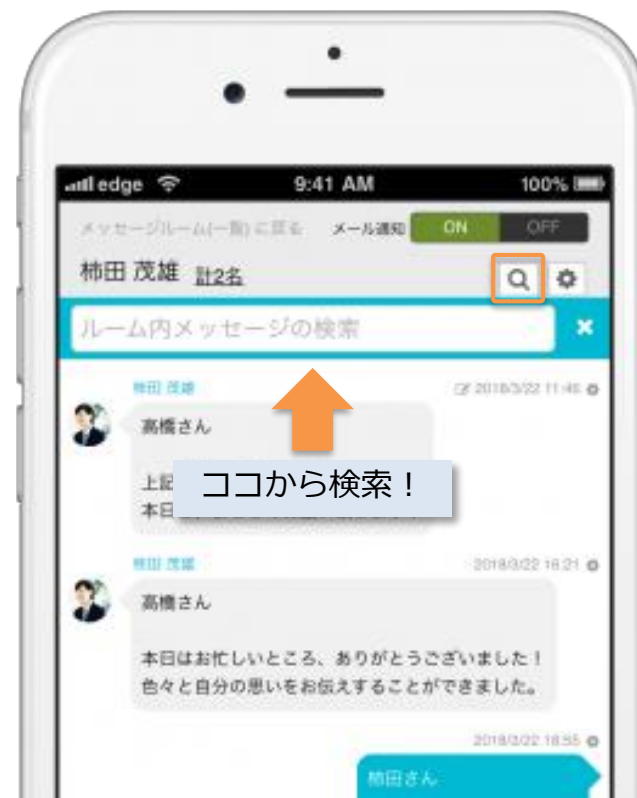 edge 9:41 AM 100%
メッセージルーム(一覧)に戻る メール通知 ON OFF
柿田 茂雄 計2名
ルーム内メッセージの検索
柿田 茂雄 2018/3/22 11:46
高橋さん
上記
本日
ココから検索！
柿田 茂雄 2018/3/22 16:21
高橋さん
本日はお忙しいところ、ありがとうございました！
色々と自分の思いをお伝えすることができました。
2018/3/22 18:55
柿田さん